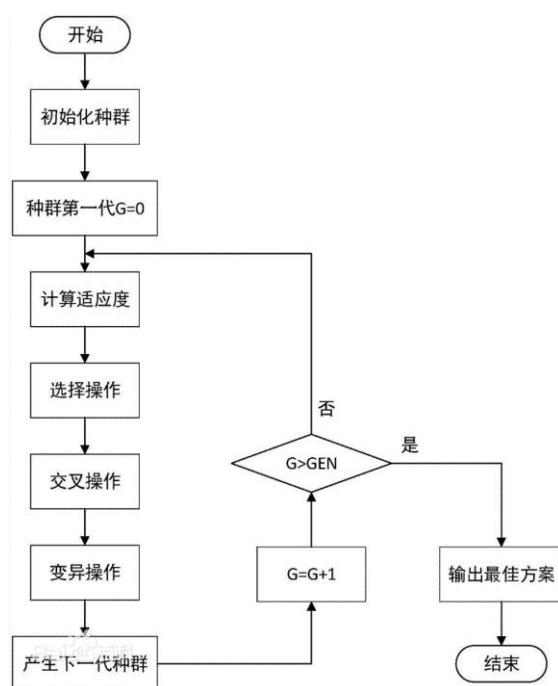 开始
初始化种群
种群第一代G=0
计算适应度
选择操作
交叉操作
变异操作
产生下一代种群
G=G+1
G>GEN
否
是
输出最佳方案
结束